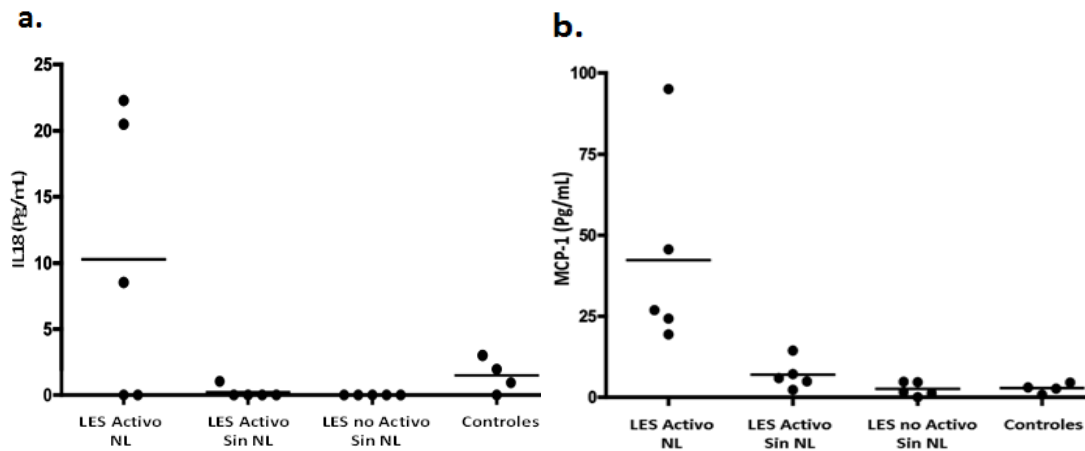 a.
IL18 (Pg/mL)
25
20
15
10
5
0
LES Activo
NL
LES Activo
Sin NL
LES no Activo
Sin NL
Controles
b.
MCP-1 (Pg/mL)
100
75
50
25
0
LES Activo
NL
LES Activo
Sin NL
LES no Activo
Sin NL
Controles